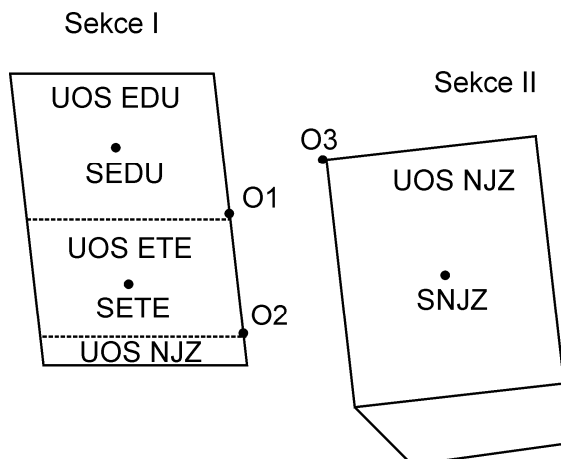 Sekce I
UOS EDU
SEDU
O1
UOS ETE
SETE
O2
UOS NJZ
Sekce II
O3
UOS NJZ
SNJZ